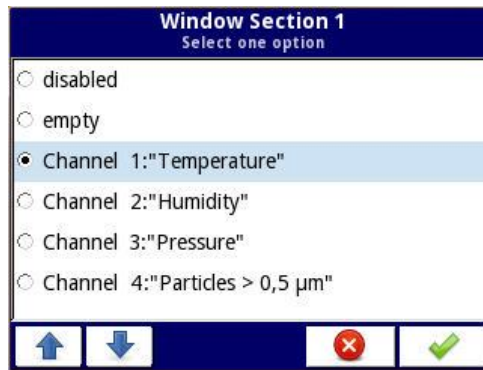 Window Section 1
Select one option
disabled
empty
Channel 1:"Temperature"
Channel 2:"Humidity"
Channel 3:"Pressure"
Channel 4:"Particles > 0,5 µm"